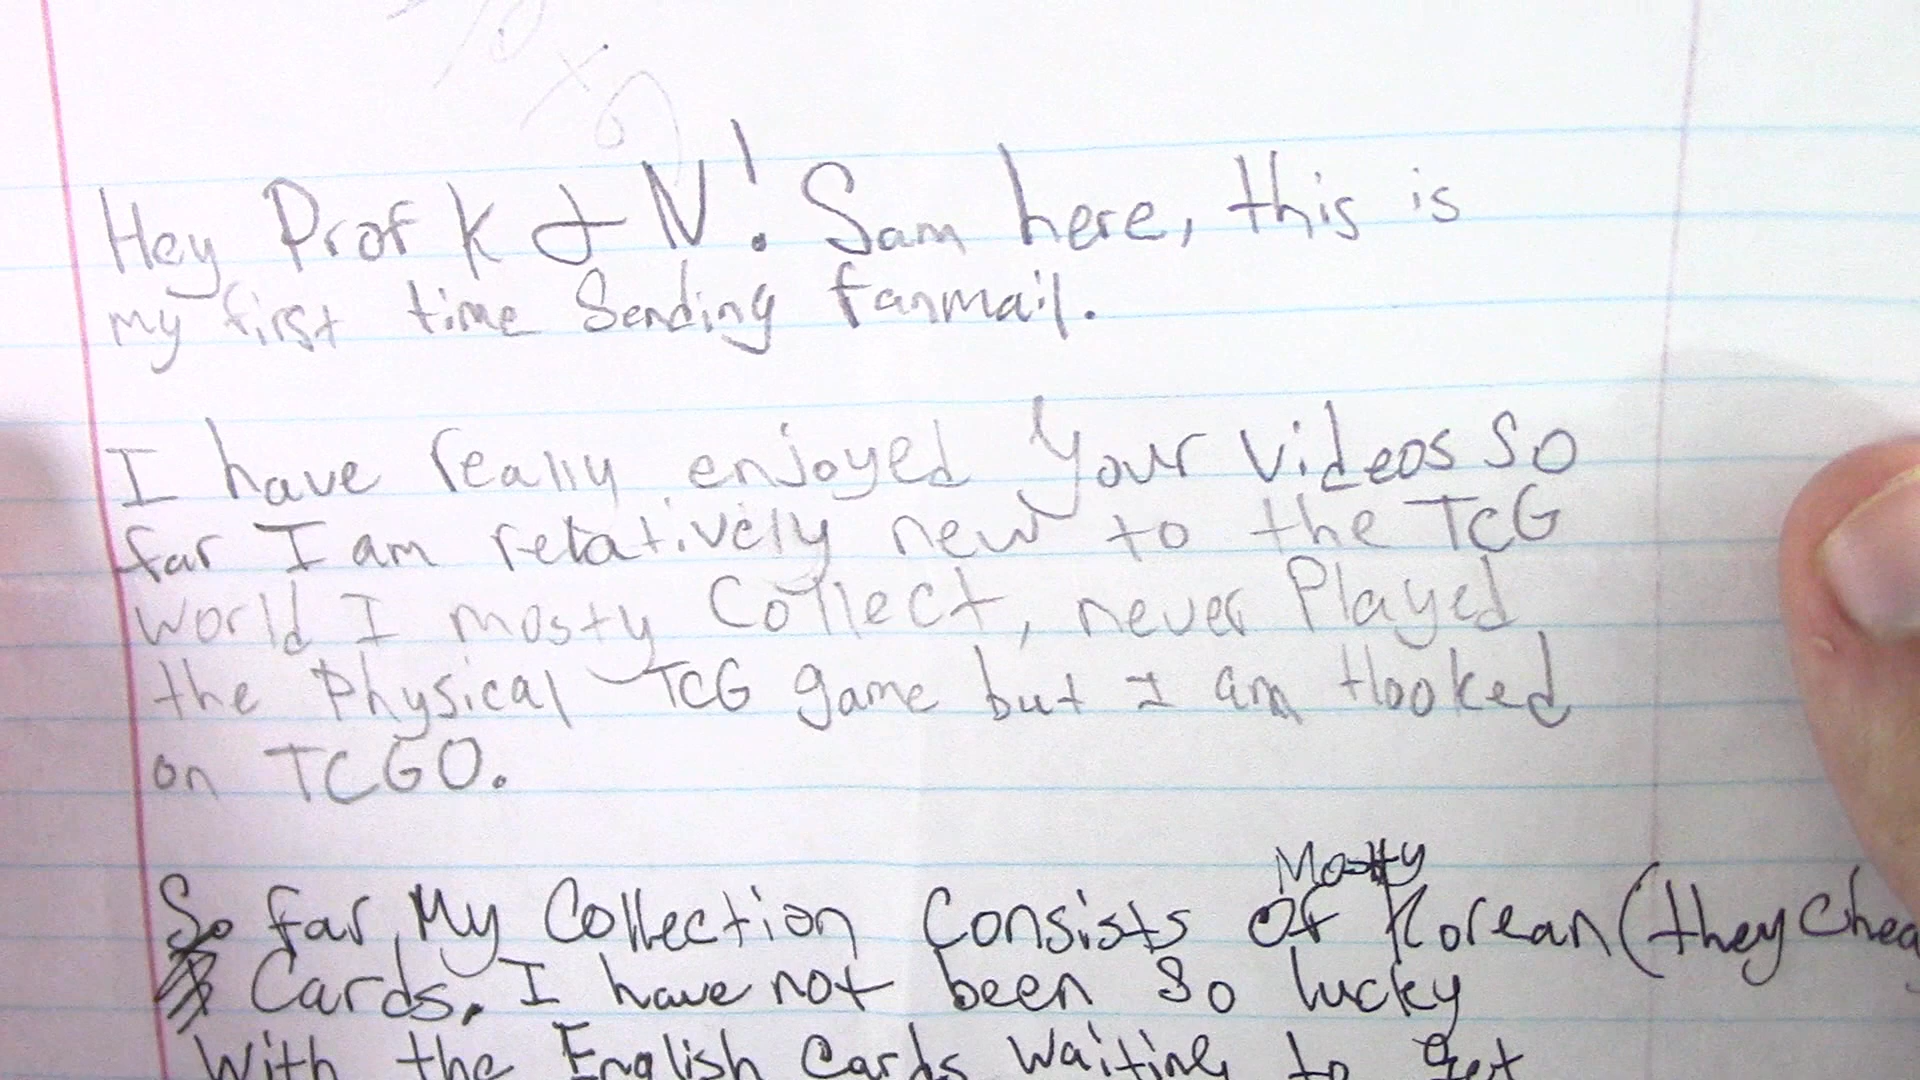 Hey Prof K & N! Sam here, this is
my first time Sending fanmail.
I have really enjoyed your videos so
far I am relatively new to the TCG
world I mosty Collect, never Played
the Physical TCG game but I am Hooked
on TCGO.
Mostly
So far, My Collection Consists Of Korean (they
Cards. I have not been so lucky
With the English Cards Waiting to get